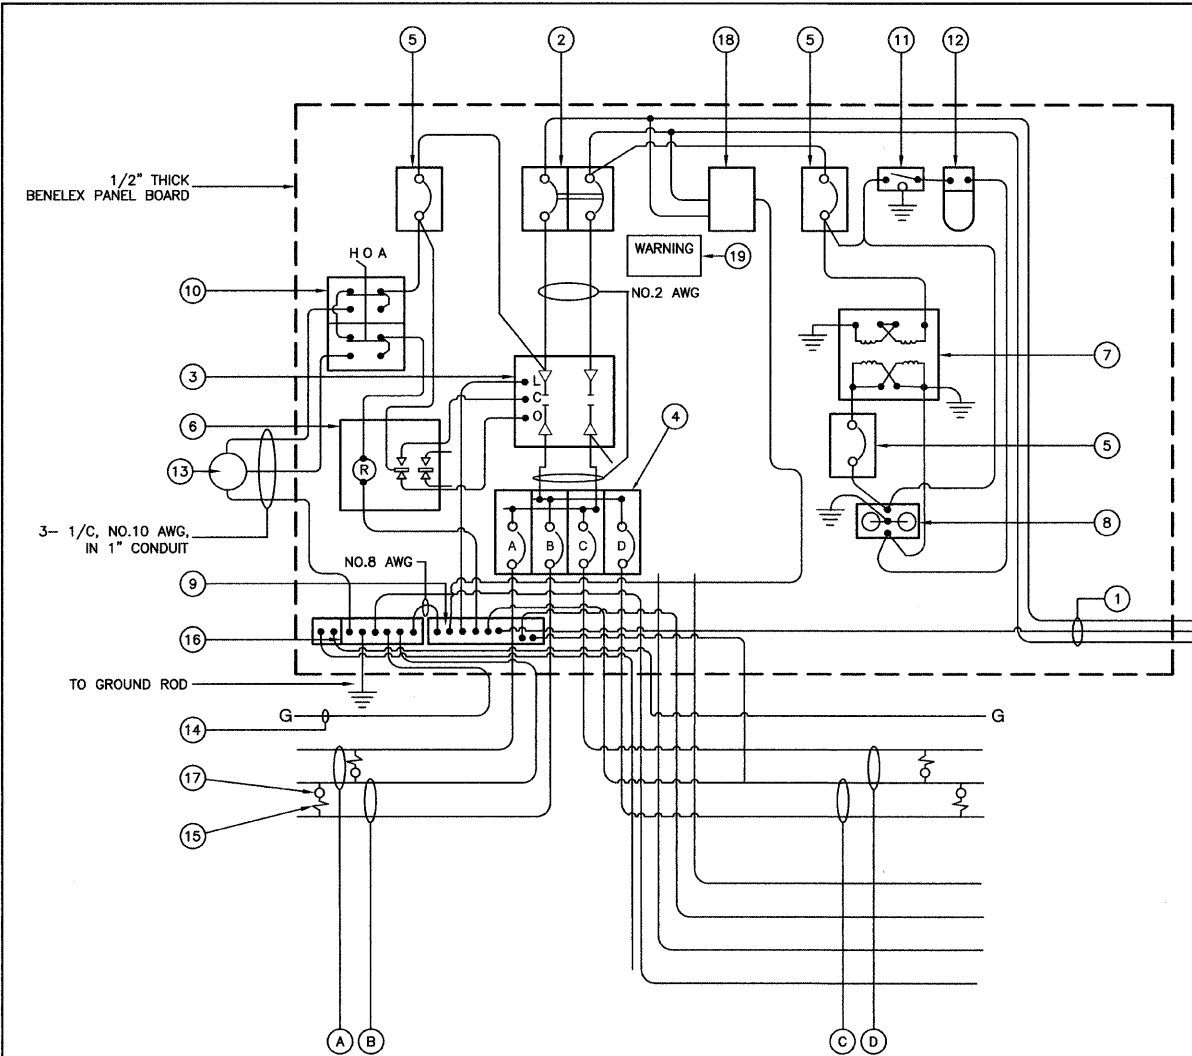 5
2
18
5
11
12
1/2" THICK
BENELEX PANEL BOARD
WARNING
19
H O A
10
NO.2 AWG
3
L
C
O
7
6
4
5
13
R
A
B
C
D
8
3- 1/C, NO.10 AWG,
IN 1" CONDUIT
NO.8 AWG
9
1
16
TO GROUND ROD
G
G
14
17
15
A
B
C
D